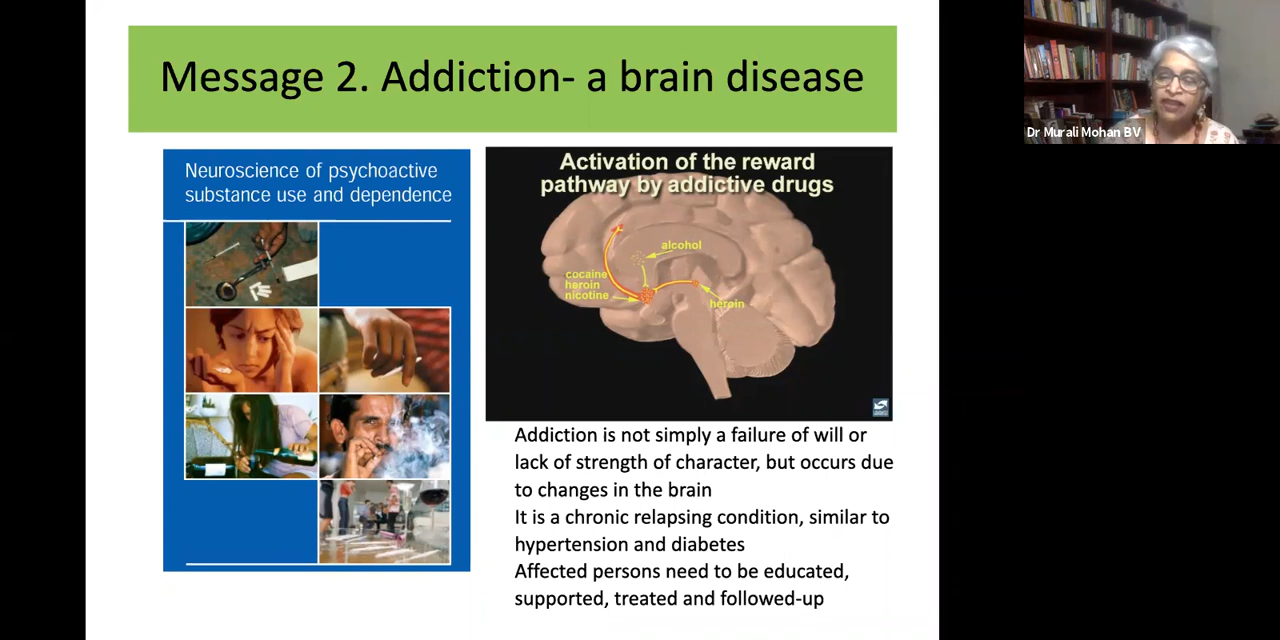 Message 2. Addiction- a brain disease
Dr Murali Mohan BV
Neuroscience of psychoactive
substance use and dependence
Activation of the reward
pathway by addictive drugs
alcohol
cocaine
heroin
nicotine
heroin
Addiction is not simply a failure of will or
lack of strength of character, but occurs due
to changes in the brain
It is a chronic relapsing condition, similar to
hypertension and diabetes
Affected persons need to be educated,
supported, treated and followed-up